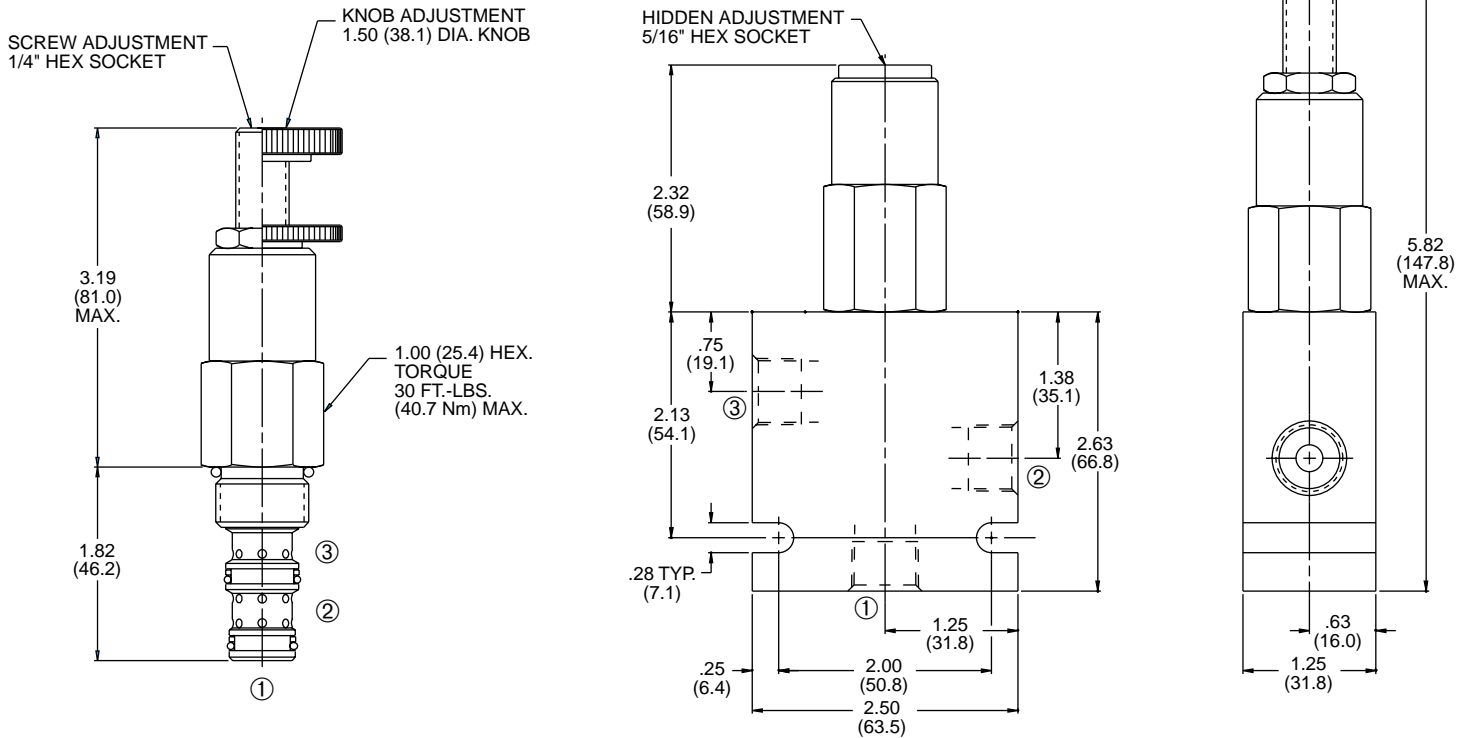 SCREW ADJUSTMENT
1/4" HEX SOCKET
KNOB ADJUSTMENT
1.50 (38.1) DIA. KNOB
3.19
(81.0)
MAX.
1.00 (25.4) HEX.
TORQUE
30 FT.-LBS.
(40.7 Nm) MAX.
1.82
(46.2)
③
②
①
HIDDEN ADJUSTMENT
5/16" HEX SOCKET
2.32
(58.9)
.75
(19.1)
③
2.13
(54.1)
1.38
(35.1)
2.63
(66.8)
②
.28 TYP.
(7.1)
①
1.25
(31.8)
.25
(6.4)
2.00
(50.8)
2.50
(63.5)
5.82
(147.8)
MAX.
.63
(16.0)
1.25
(31.8)